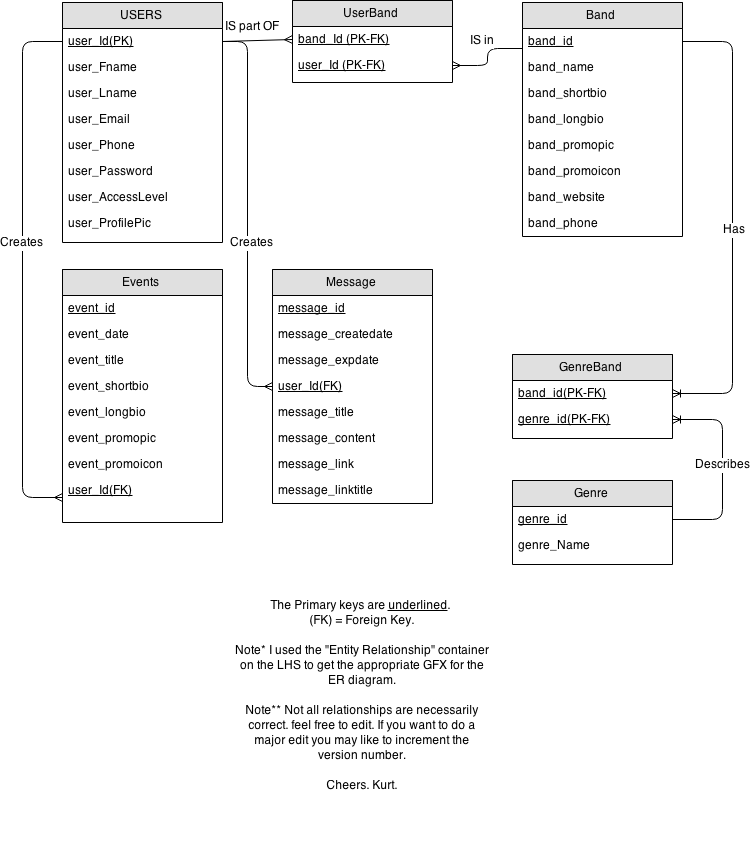 USERS
user_Id(PK)
user_Fname
user_Lname
user_Email
user_Phone
user_Password
user_AccessLevel
user_ProfilePic
IS part OF
UserBand
band_Id (PK-FK)
user_Id (PK-FK)
IS in
Band
band_id
band_name
band_shortbio
band_longbio
band_promopic
band_promoicon
band_website
band_phone
Creates
Creates
Has
Events
event_id
event_date
event_title
event_shortbio
event_longbio
event_promopic
event_promoicon
user_Id(FK)
Message
message_id
message_createdate
message_expdate
user_Id(FK)
message_title
message_content
message_link
message_linktitle
GenreBand
band_id(PK-FK)
genre_id(PK-FK)
Describes
Genre
genre_id
genre_Name
The Primary keys are underlined.
(FK) = Foreign Key.
Note* I used the "Entity Relationship" container
on the LHS to get the appropriate GFX for the
ER diagram.
Note** Not all relationships are necessarily
correct. feel free to edit. If you want to do a
major edit you may like to increment the
version number.
Cheers. Kurt.